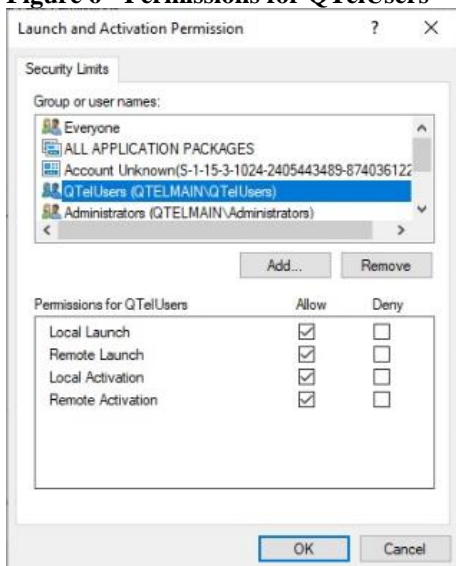 Figure 6 - Permissions for QTelUsers
Launch and Activation Permission ? ×
Security Limits
Group or user names:
Everyone
ALL APPLICATION PACKAGES
Account Unknown(S-1-15-3-1024-2405443489-874036122
QTelUsers (QTELMAIN\QTelUsers)
Administrators (QTELMAIN\Administrators)
Add... Remove
Permissions for QTelUsers Allow Deny
Local Launch
Remote Launch
Local Activation
Remote Activation
OK Cancel